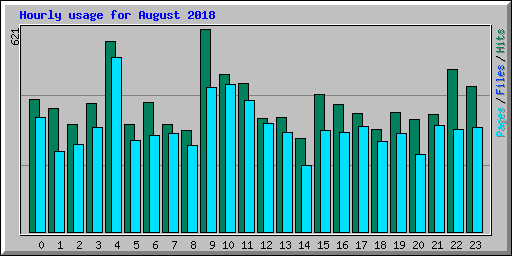 Hourly usage for August 2018
621
Pages/Files/Hits
0 1 2 3 4 5 6 7 8 9 10 11 12 13 14 15 16 17 18 19 20 21 22 23